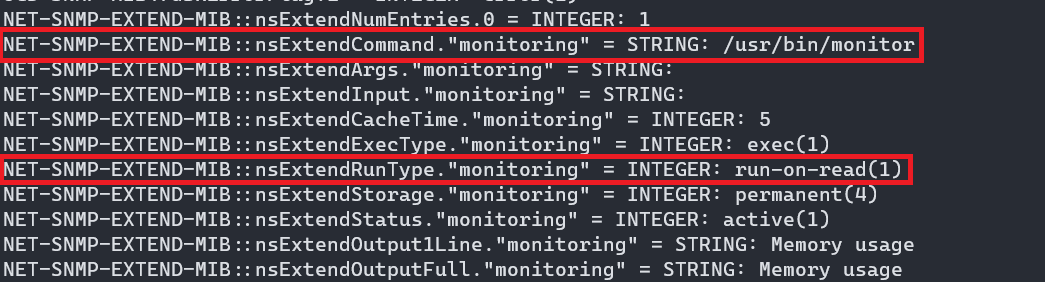 NET-SNMP-EXTEND-MIB::nsExtendNumEntries.0 = INTEGER: 1
NET-SNMP-EXTEND-MIB::nsExtendCommand."monitoring" = STRING: /usr/bin/monitor
NET-SNMP-EXTEND-MIB::nsExtendArgs."monitoring" = STRING:
NET-SNMP-EXTEND-MIB::nsExtendInput."monitoring" = STRING:
NET-SNMP-EXTEND-MIB::nsExtendCacheTime."monitoring" = INTEGER: 5
NET-SNMP-EXTEND-MIB::nsExtendExecType."monitoring" = INTEGER: exec(1)
NET-SNMP-EXTEND-MIB::nsExtendRunType."monitoring" = INTEGER: run-on-read(1)
NET-SNMP-EXTEND-MIB::nsExtendStorage."monitoring" = INTEGER: permanent(4)
NET-SNMP-EXTEND-MIB::nsExtendStatus."monitoring" = INTEGER: active(1)
NET-SNMP-EXTEND-MIB::nsExtendOutput1Line."monitoring" = STRING: Memory usage
NET-SNMP-EXTEND-MIB::nsExtendOutputFull."monitoring" = STRING: Memory usage